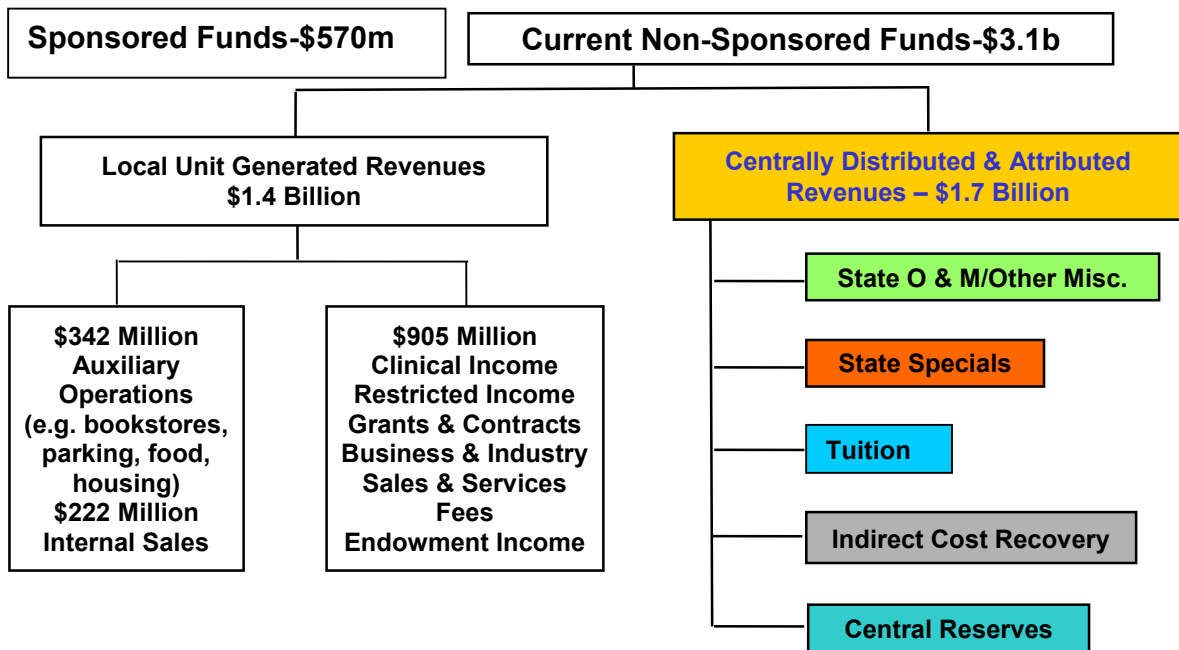 Sponsored Funds-$570m
Current Non-Sponsored Funds-$3.1b
Local Unit Generated Revenues
$1.4 Billion
Centrally Distributed & Attributed
Revenues – $1.7 Billion
$342 Million
Auxiliary
Operations
(e.g. bookstores,
parking, food,
housing)
$222 Million
Internal Sales
$905 Million
Clinical Income
Restricted Income
Grants & Contracts
Business & Industry
Sales & Services
Fees
Endowment Income
State O & M/Other Misc.
State Specials
Tuition
Indirect Cost Recovery
Central Reserves